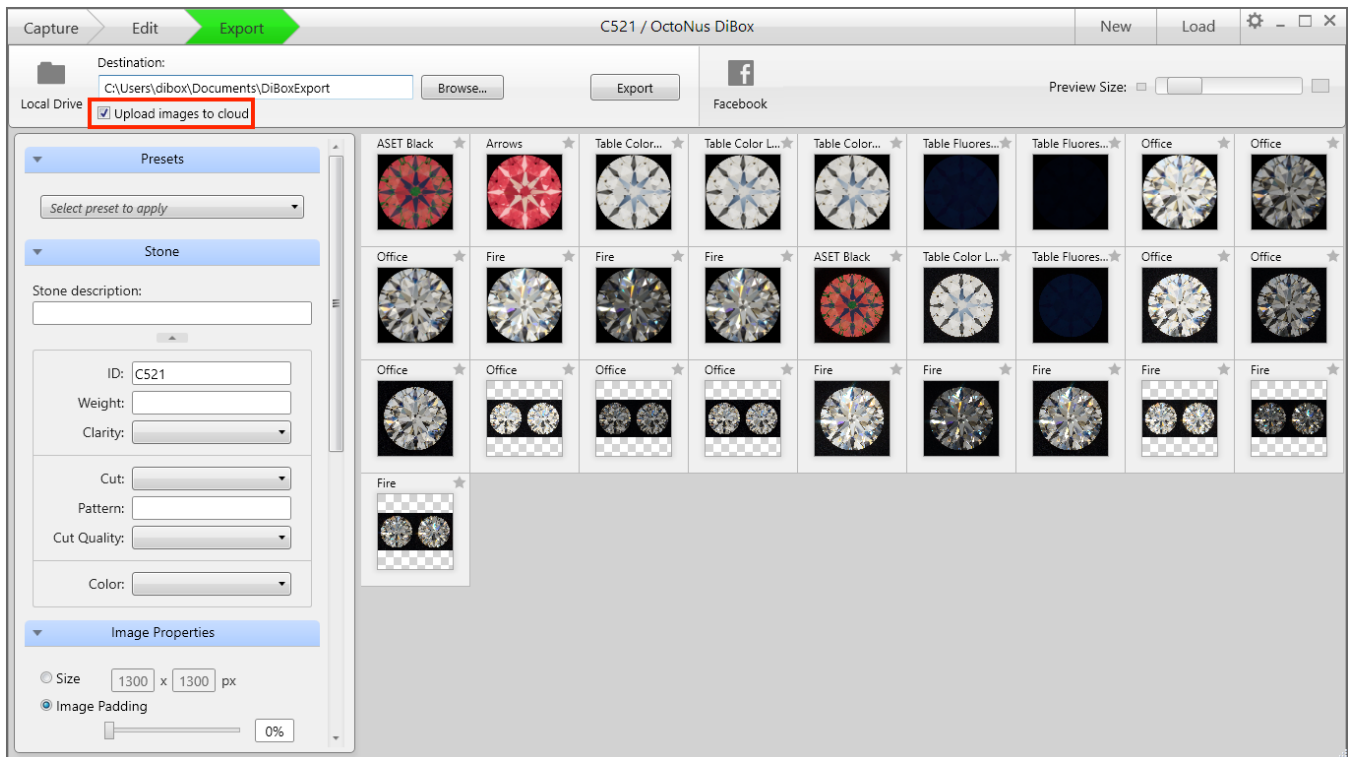 Capture Edit Export C521 / OctoNus DiBox New Load
Destination:
C:\Users\dibox\Documents\DiBoxExport Browse... Export
Local Drive
Upload images to cloud
Facebook
Preview Size:
Presets
Select preset to apply
Stone
Stone description:
ID: C521
Weight:
Clarity:
Cut:
Pattern:
Cut Quality:
Color:
Image Properties
Size 1300 x 1300 px
Image Padding
0%
ASET Black Arrows Table Color... Table Color L... Table Color... Table Fluores... Table Fluores... Office Office
Office Fire Fire Fire ASET Black Table Color L... Table Fluores... Office Office
Office Office Office Office Fire Fire Fire Fire Fire
Fire